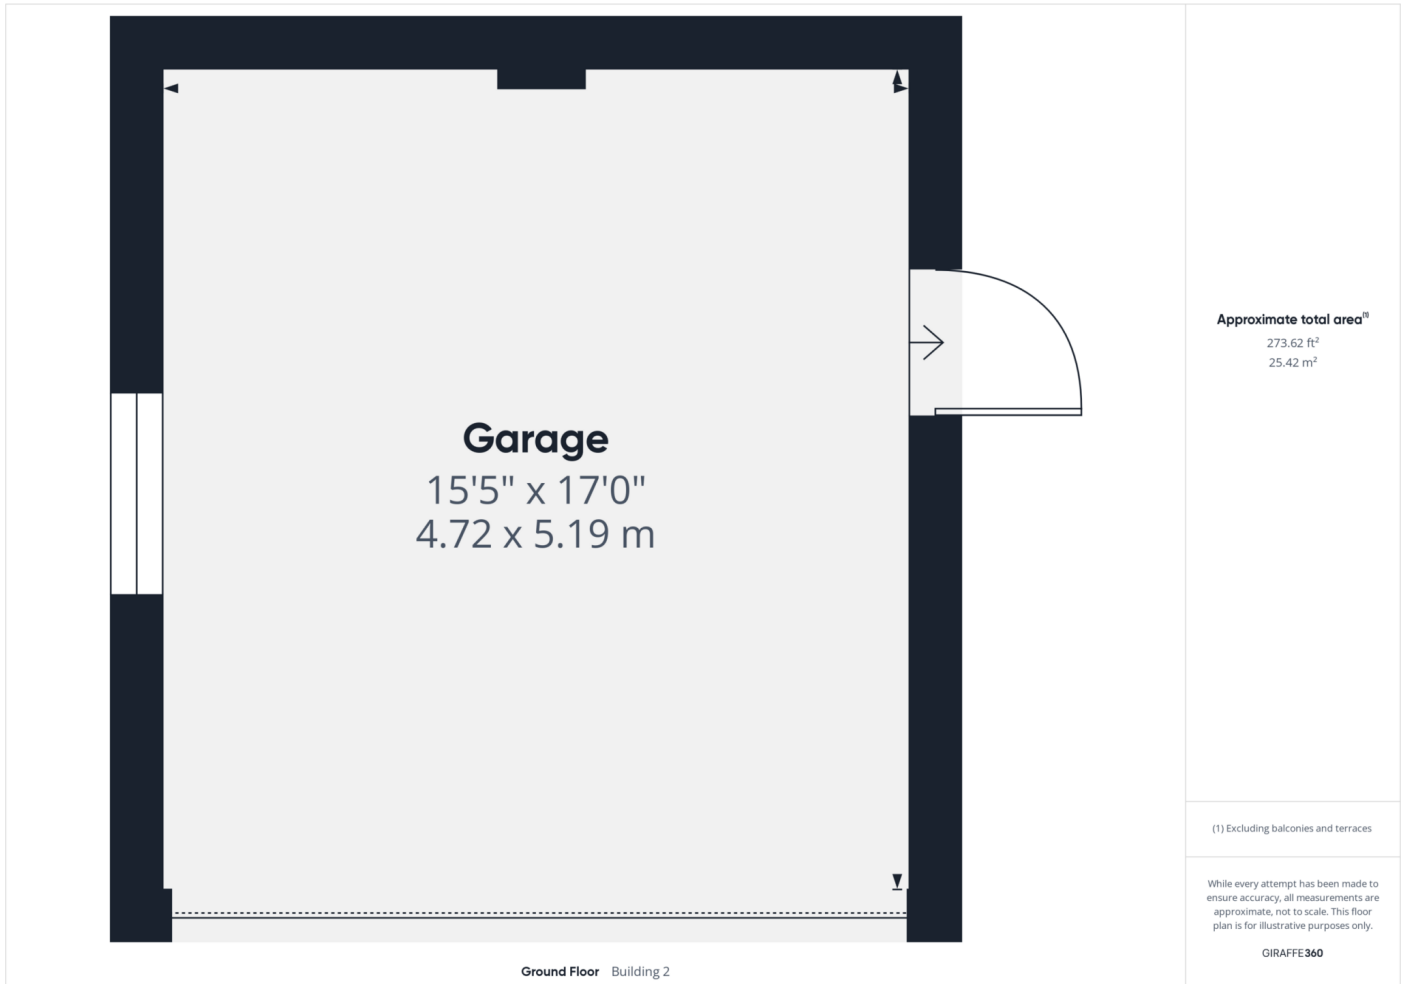 Garage
15'5" x 17'0"
4.72 x 5.19 m
Ground Floor Building 2
Approximate total area(1)
273.62 ft²
25.42 m²
(1) Excluding balconies and terraces
While every attempt has been made to
ensure accuracy, all measurements are
approximate, not to scale. This floor
plan is for illustrative purposes only.
GIRAFFE360